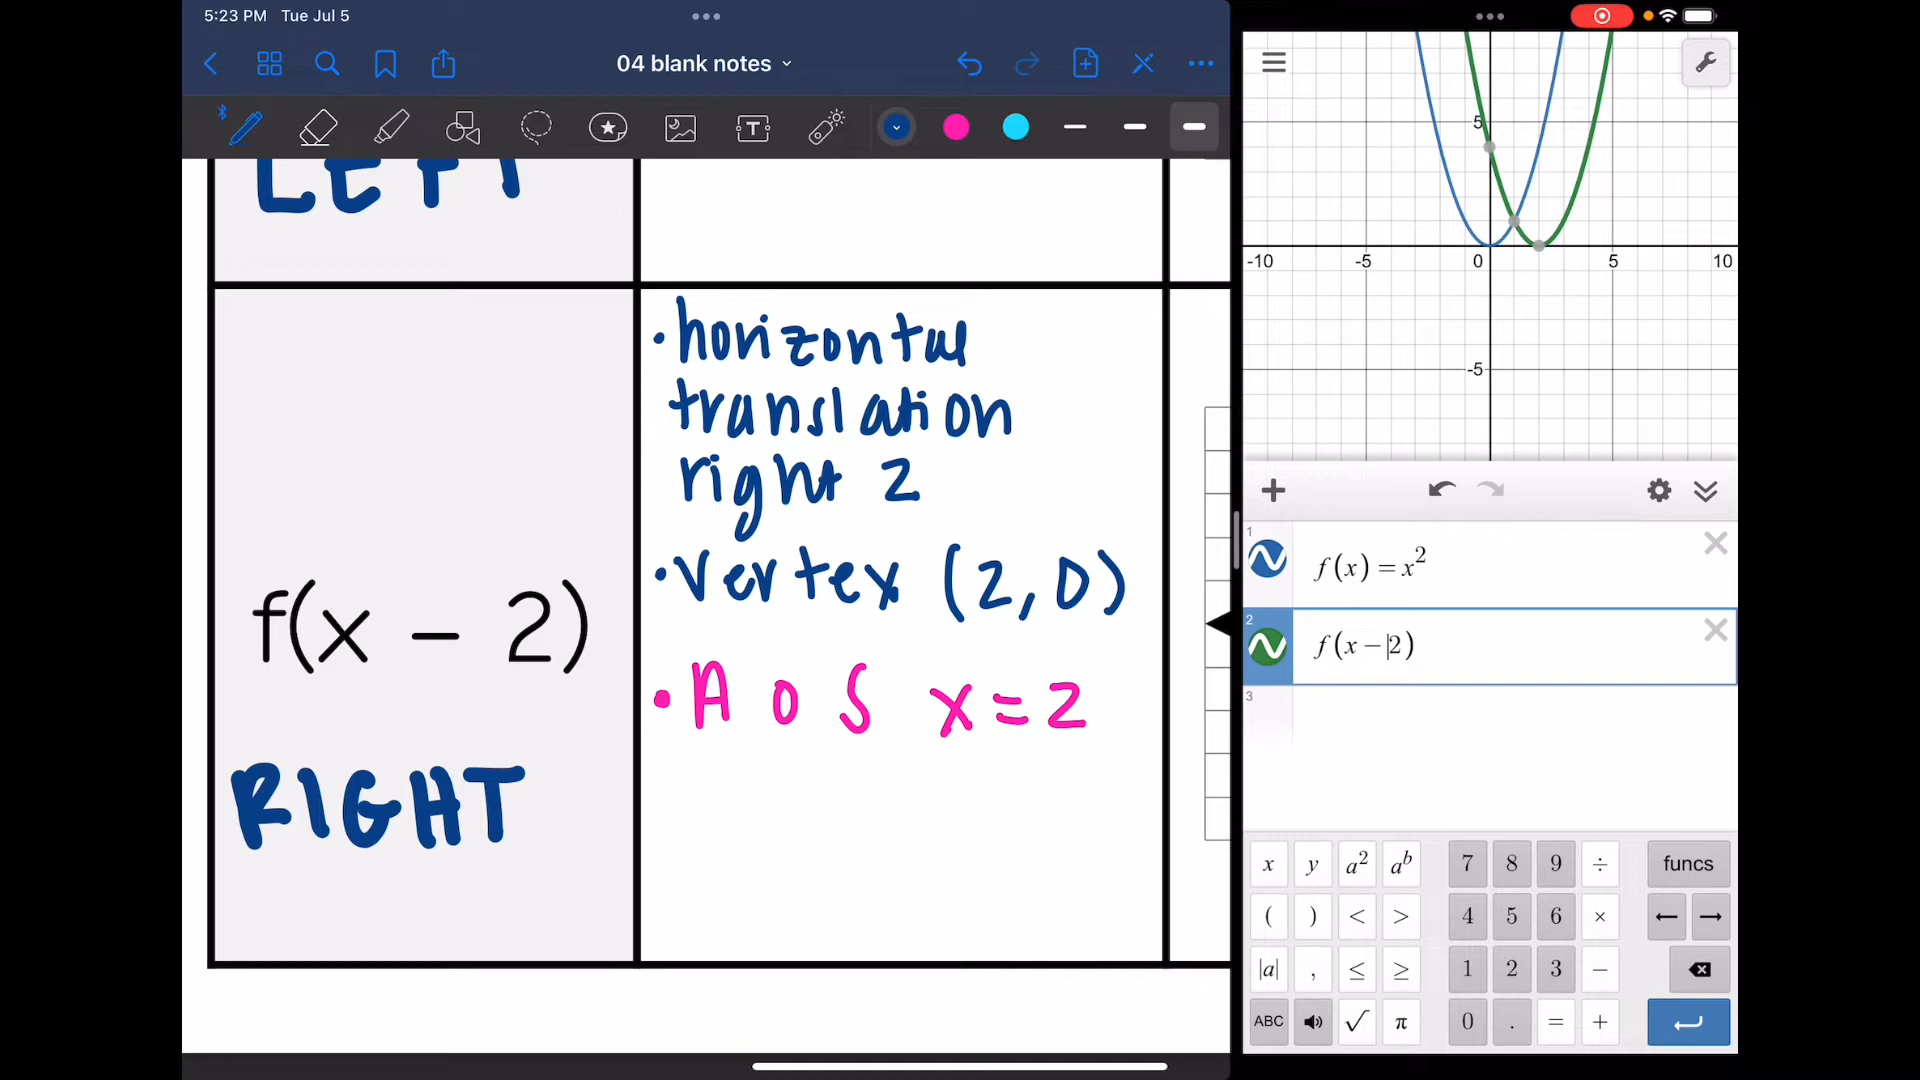 5:23 PM Tue Jul 5
04 blank notes
T
LEFT
f(x – 2)
RIGHT
• horizontal
translation
right 2
• Vertex (2,0)
• A O S x = 2
5
-10 -5 0 5 10
-5
1
f(x) = x²
2
f(x − 2)
3
x y a² aᵇ 7 8 9 ÷ funcs
( ) < > 4 5 6 × ← →
|a| , ≤ ≥ 1 2 3 −
ABC √ π 0 . = +